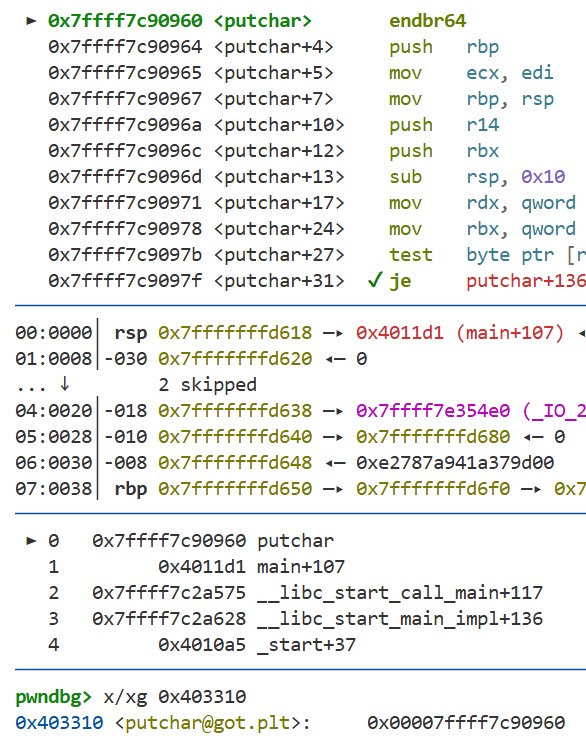 ► 0x7ffff7c90960 <putchar> endbr64
0x7ffff7c90964 <putchar+4> push rbp
0x7ffff7c90965 <putchar+5> mov ecx, edi
0x7ffff7c90967 <putchar+7> mov rbp, rsp
0x7ffff7c9096a <putchar+10> push r14
0x7ffff7c9096c <putchar+12> push rbx
0x7ffff7c9096d <putchar+13> sub rsp, 0x10
0x7ffff7c90971 <putchar+17> mov rdx, qword
0x7ffff7c90978 <putchar+24> mov rbx, qword
0x7ffff7c9097b <putchar+27> test byte ptr [r
0x7ffff7c9097f <putchar+31> ✓ je putchar+136
00:0000│ rsp 0x7fffffffd618 —▸ 0x4011d1 (main+107) ◂
01:0008│-030 0x7fffffffd620 ◂— 0
... ↓ 2 skipped
04:0020│-018 0x7fffffffd638 —▸ 0x7ffff7e354e0 (_IO_2
05:0028│-010 0x7fffffffd640 —▸ 0x7fffffffd680 ◂— 0
06:0030│-008 0x7fffffffd648 ◂— 0xe2787a941a379d00
07:0038│ rbp 0x7fffffffd650 —▸ 0x7fffffffd6f0 —▸ 0x7
► 0 0x7ffff7c90960 putchar
1 0x4011d1 main+107
2 0x7ffff7c2a575 __libc_start_call_main+117
3 0x7ffff7c2a628 __libc_start_main_impl+136
4 0x4010a5 _start+37
pwndbg> x/xg 0x403310
0x403310 <putchar@got.plt>: 0x00007ffff7c90960